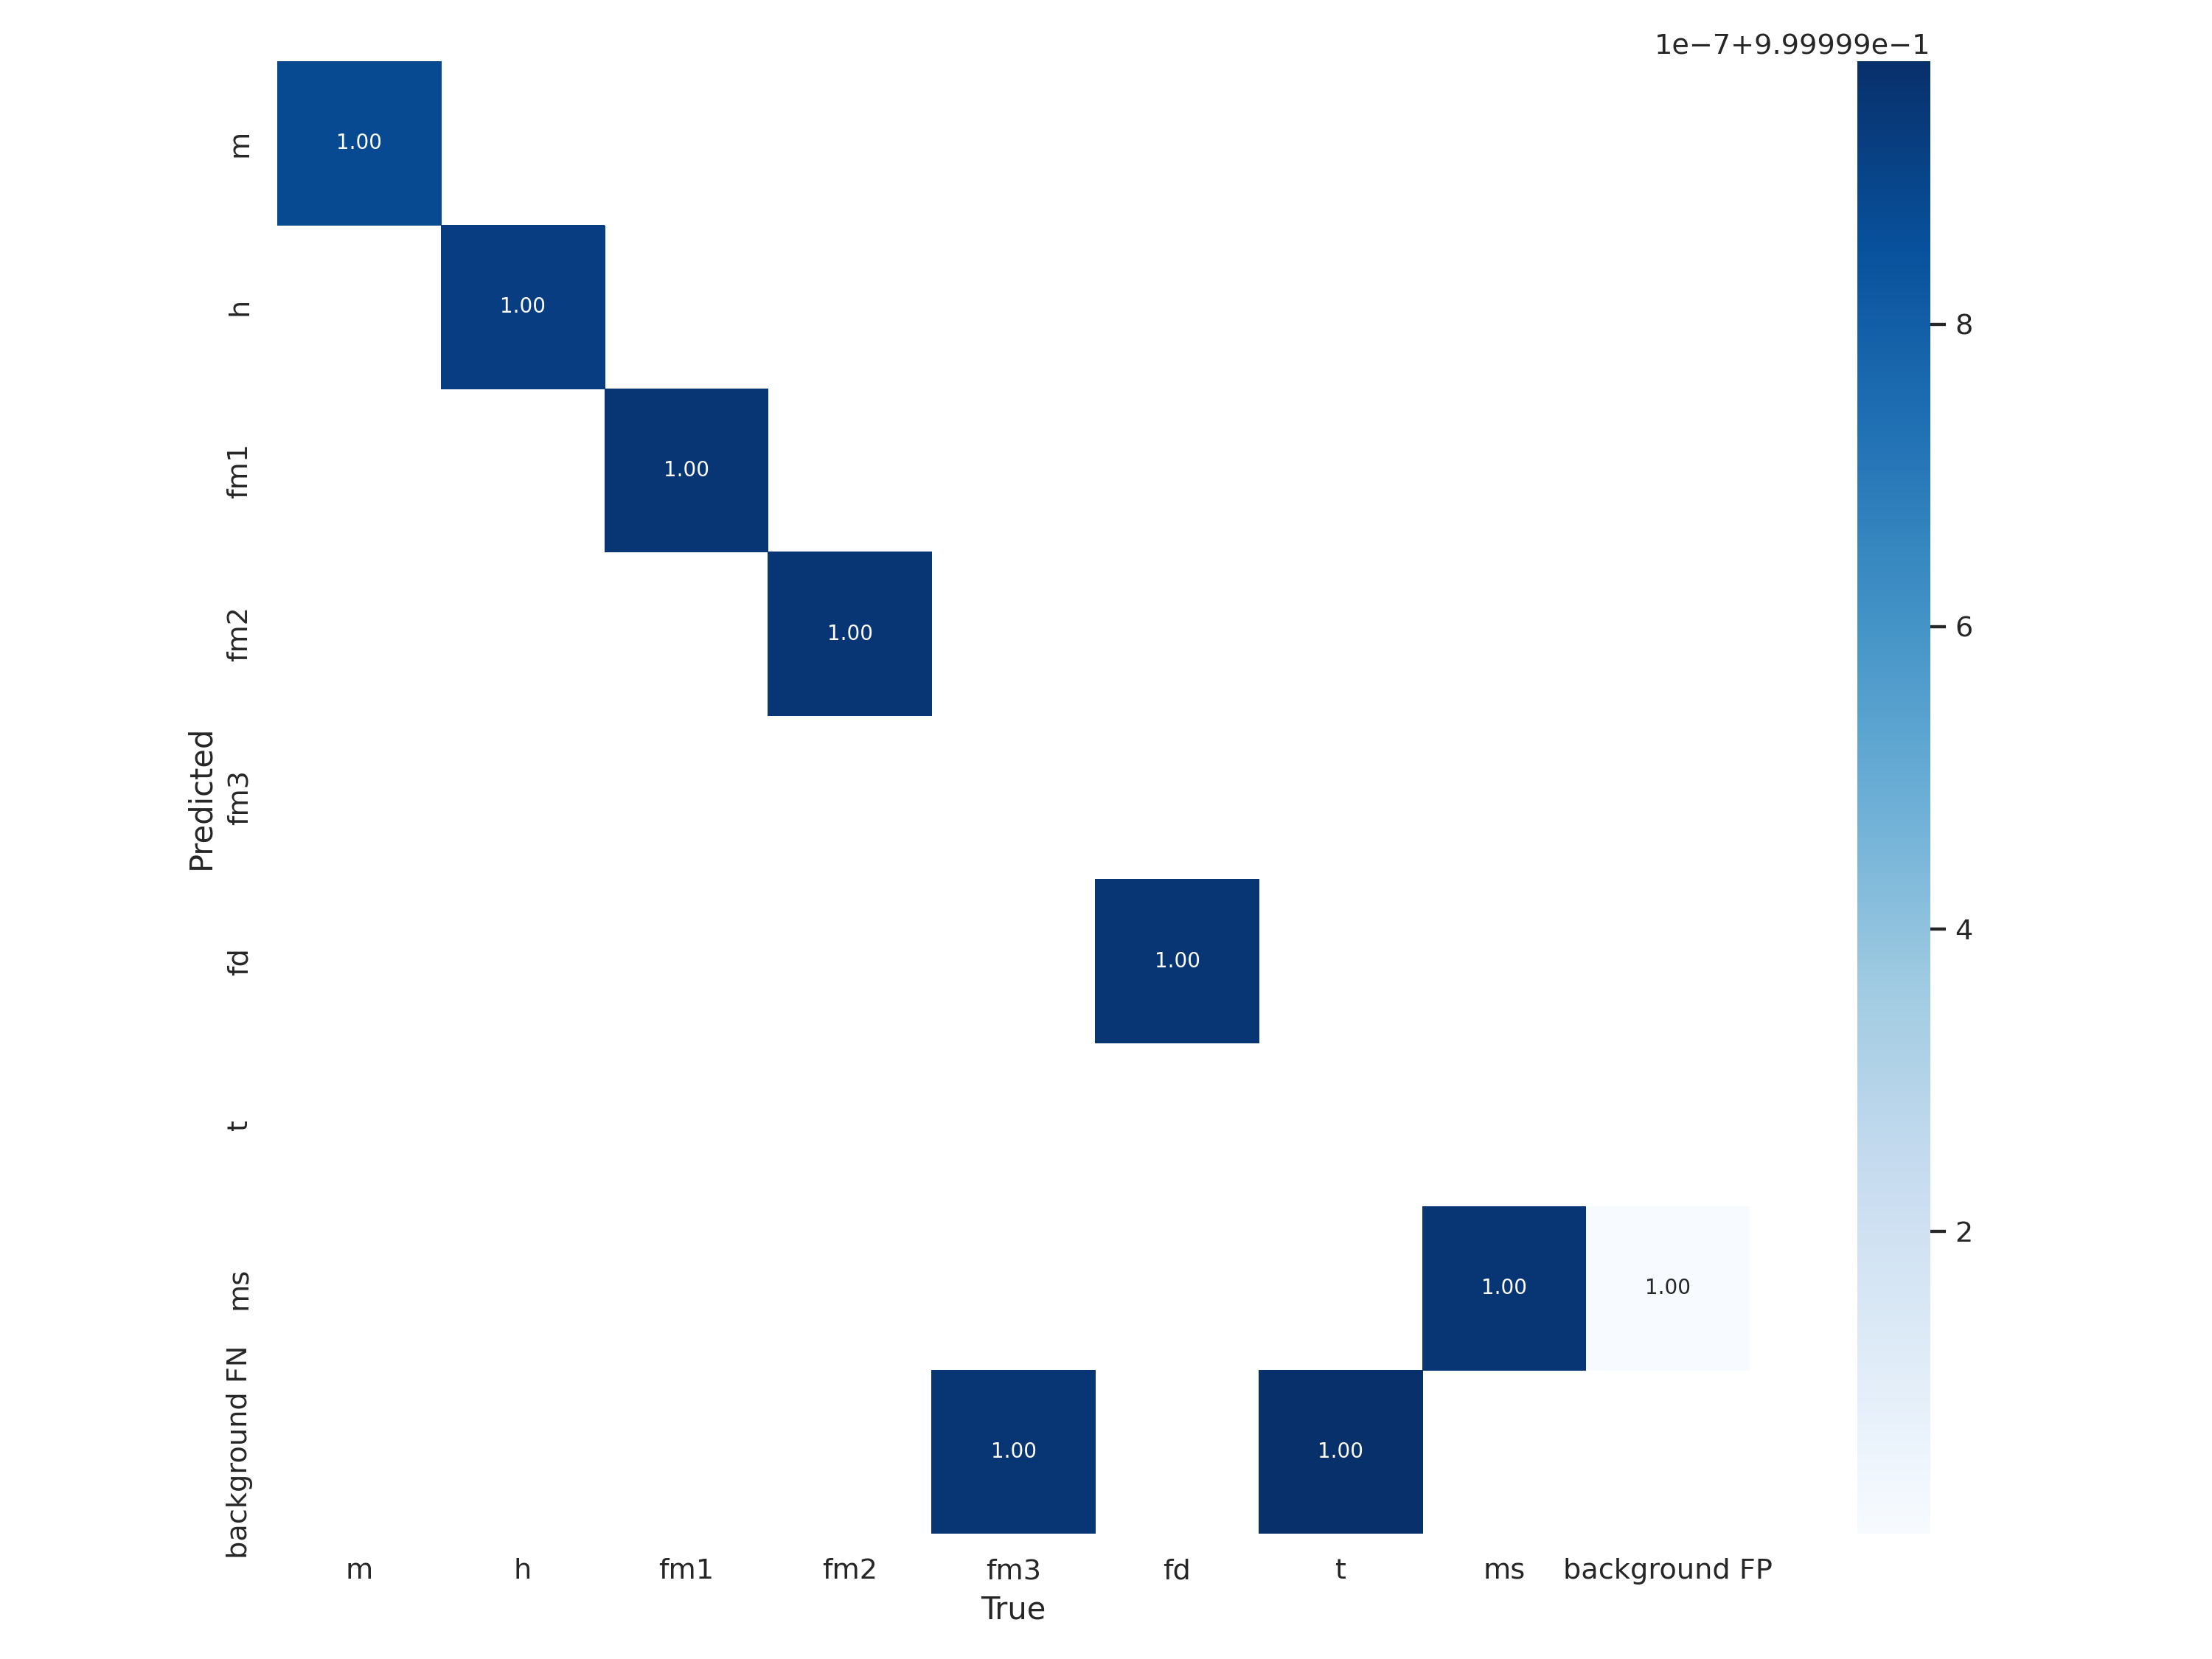 1e−7+9.99999e−1
m
1.00
h
1.00
8
fm1
1.00
fm2
1.00
6
Predicted
fm3
4
fd
1.00
t
2
ms
1.00 1.00
background FN
1.00 1.00
m h fm1 fm2 fm3 fd t ms background FP
True